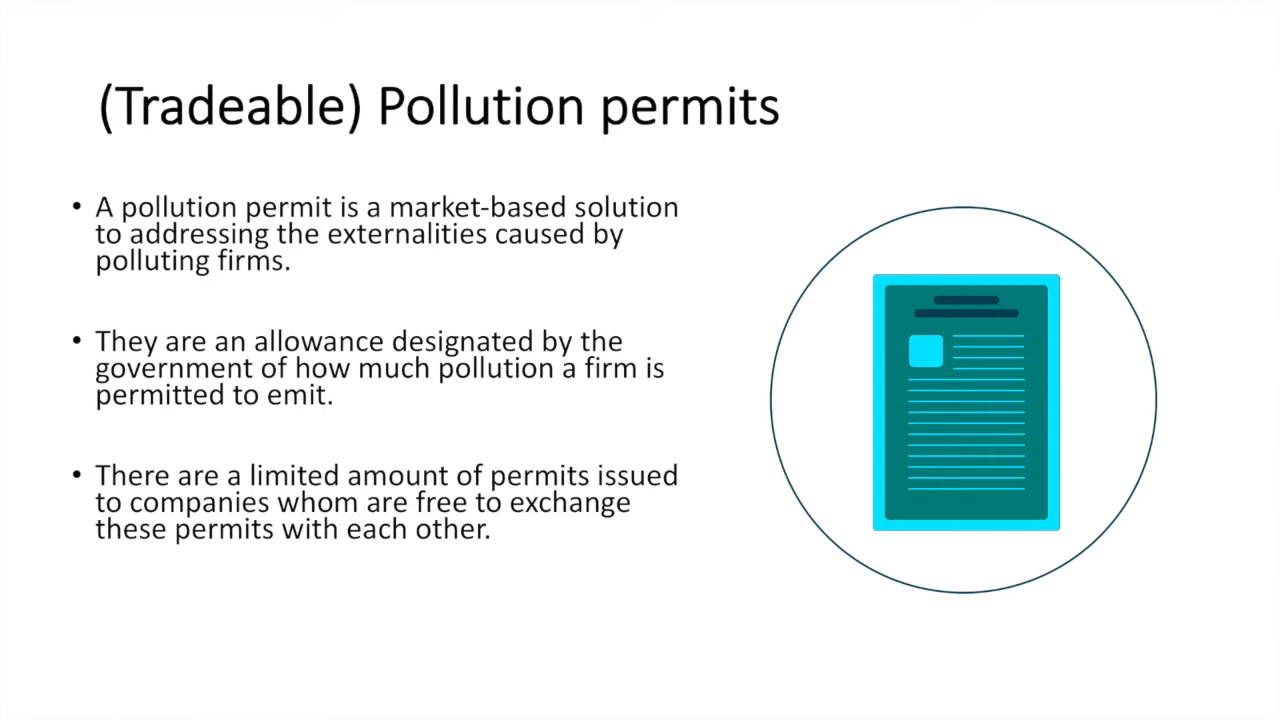 (Tradeable) Pollution permits
• A pollution permit is a market-based solution
to addressing the externalities caused by
polluting firms.
• They are an allowance designated by the
government of how much pollution a firm is
permitted to emit.
• There are a limited amount of permits issued
to companies whom are free to exchange
these permits with each other.